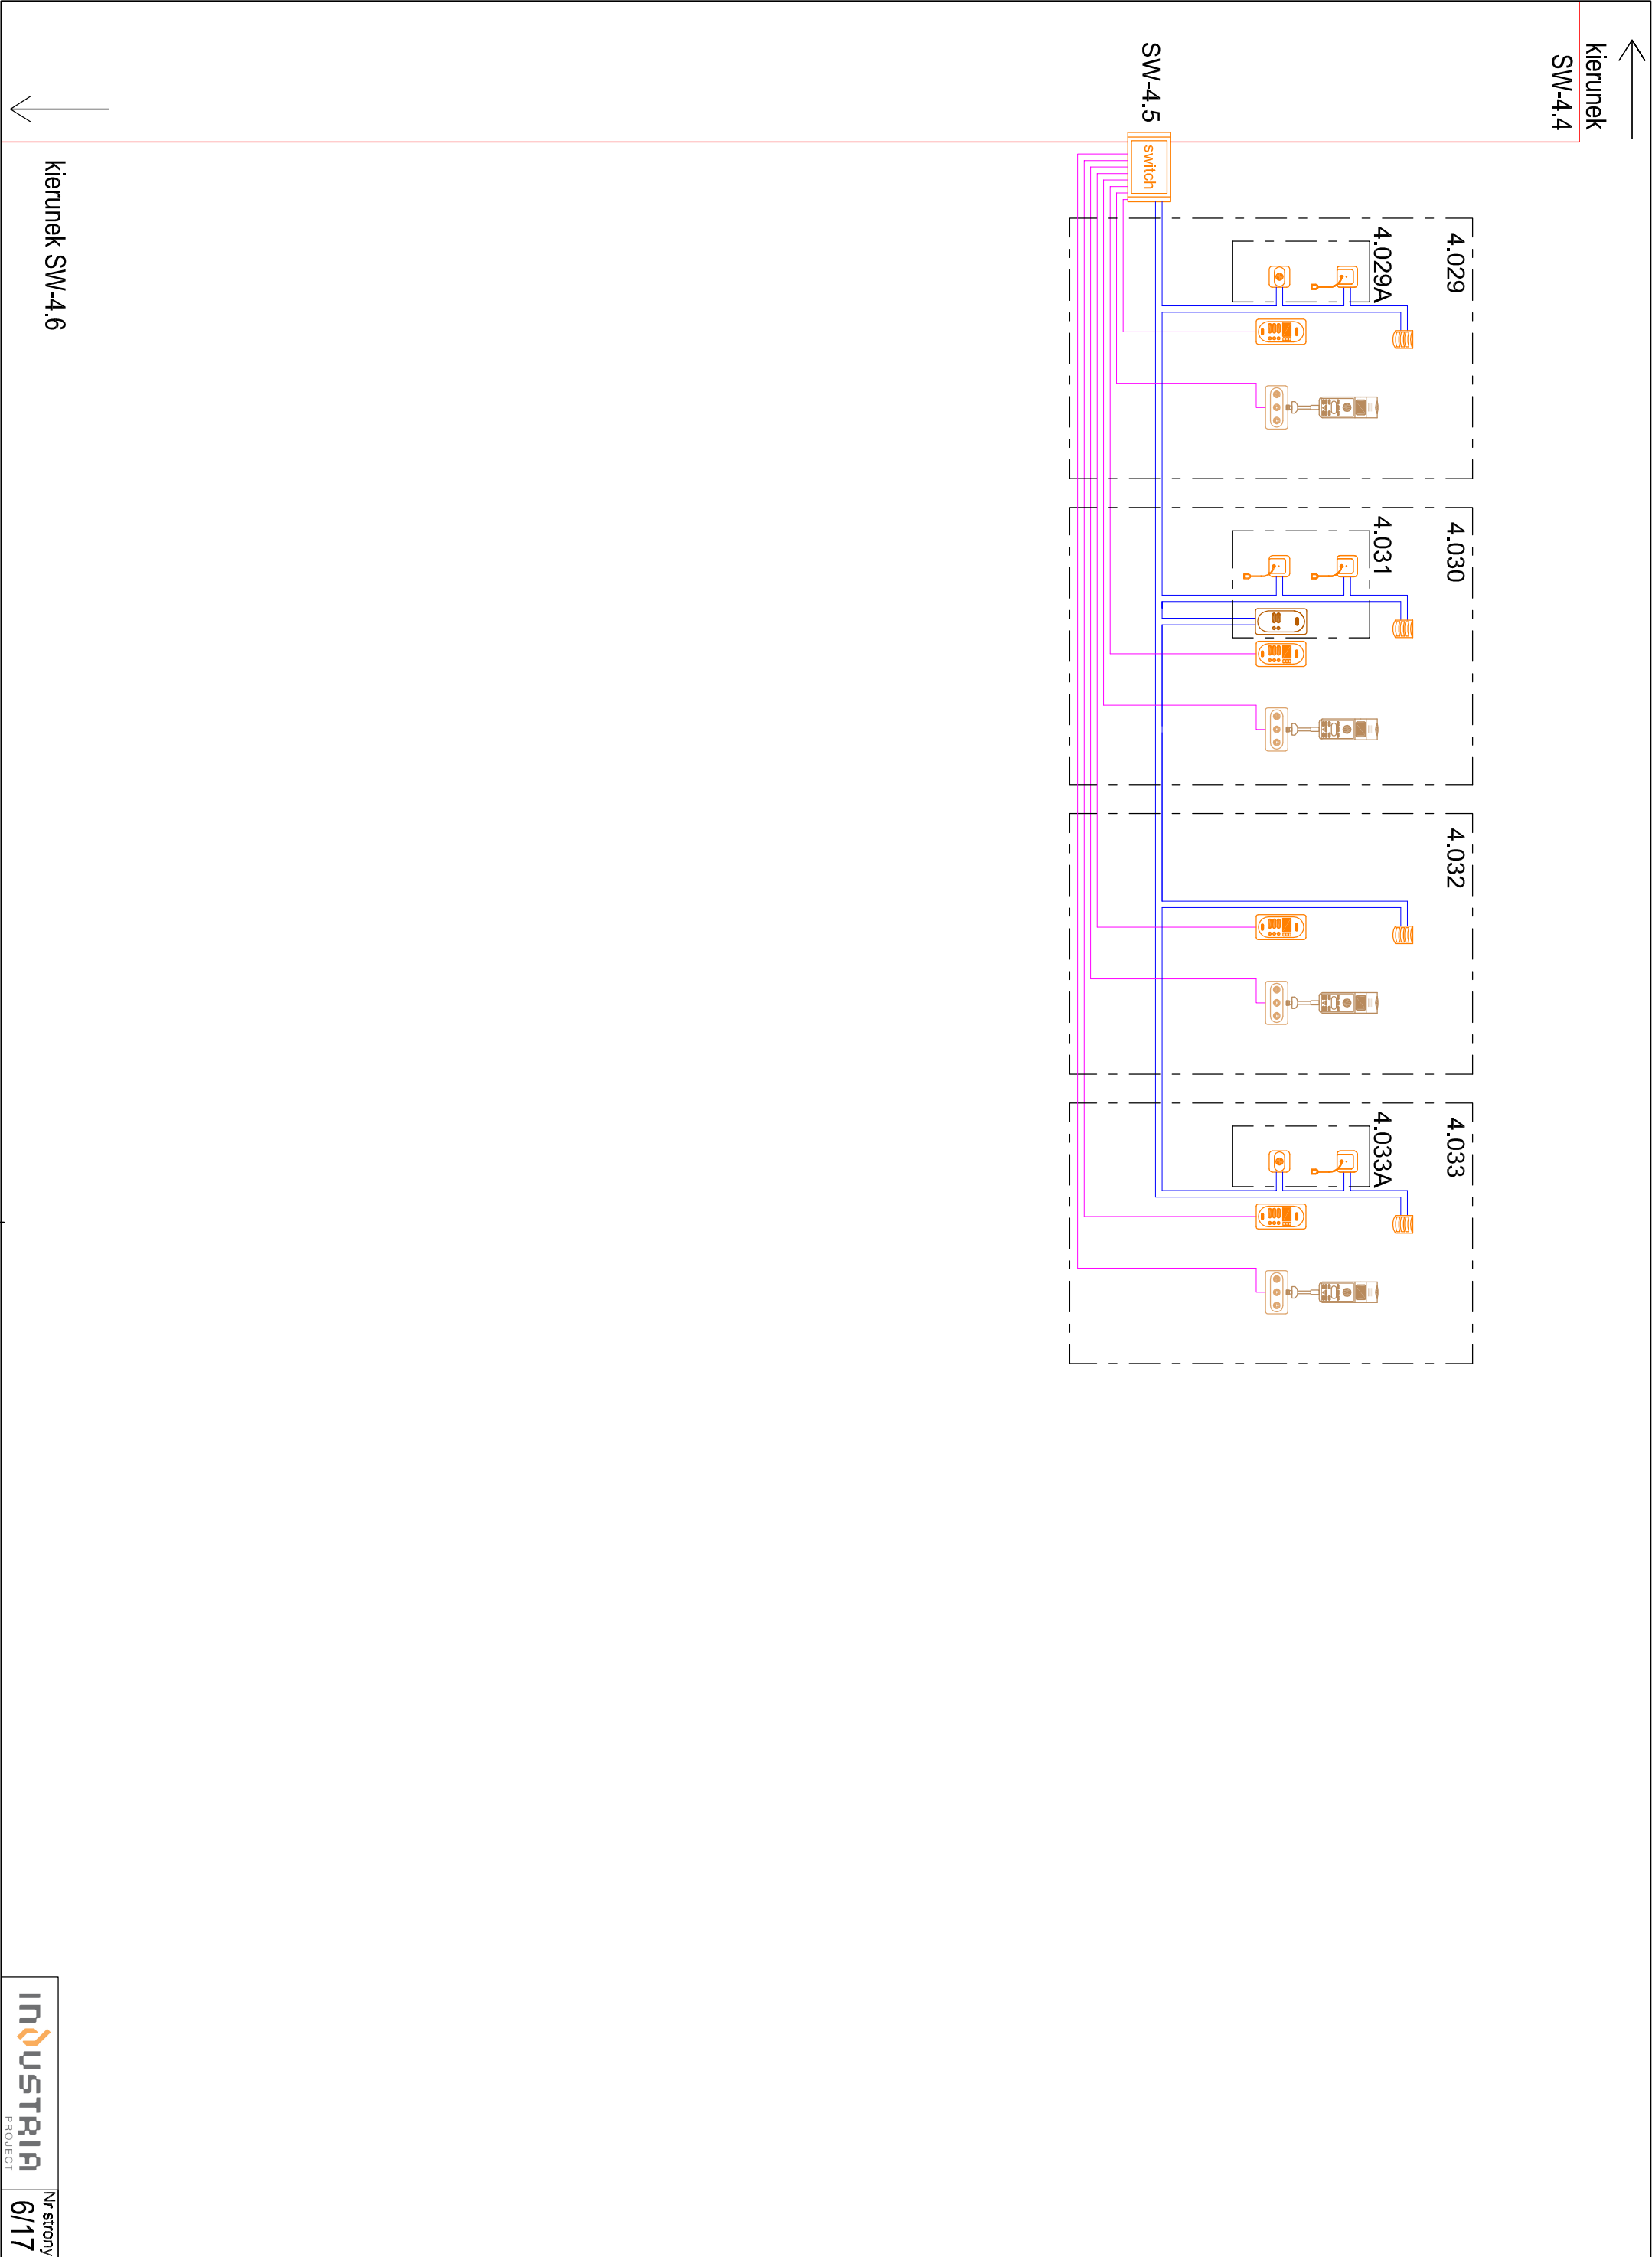 kierunek
SW-4.4
SW-4.5
switch
4.029
4.029A
4.030
4.031
4.032
4.033
4.033A
kierunek SW-4.6
INDUSTRIA
PROJECT
Nr strony
6/17